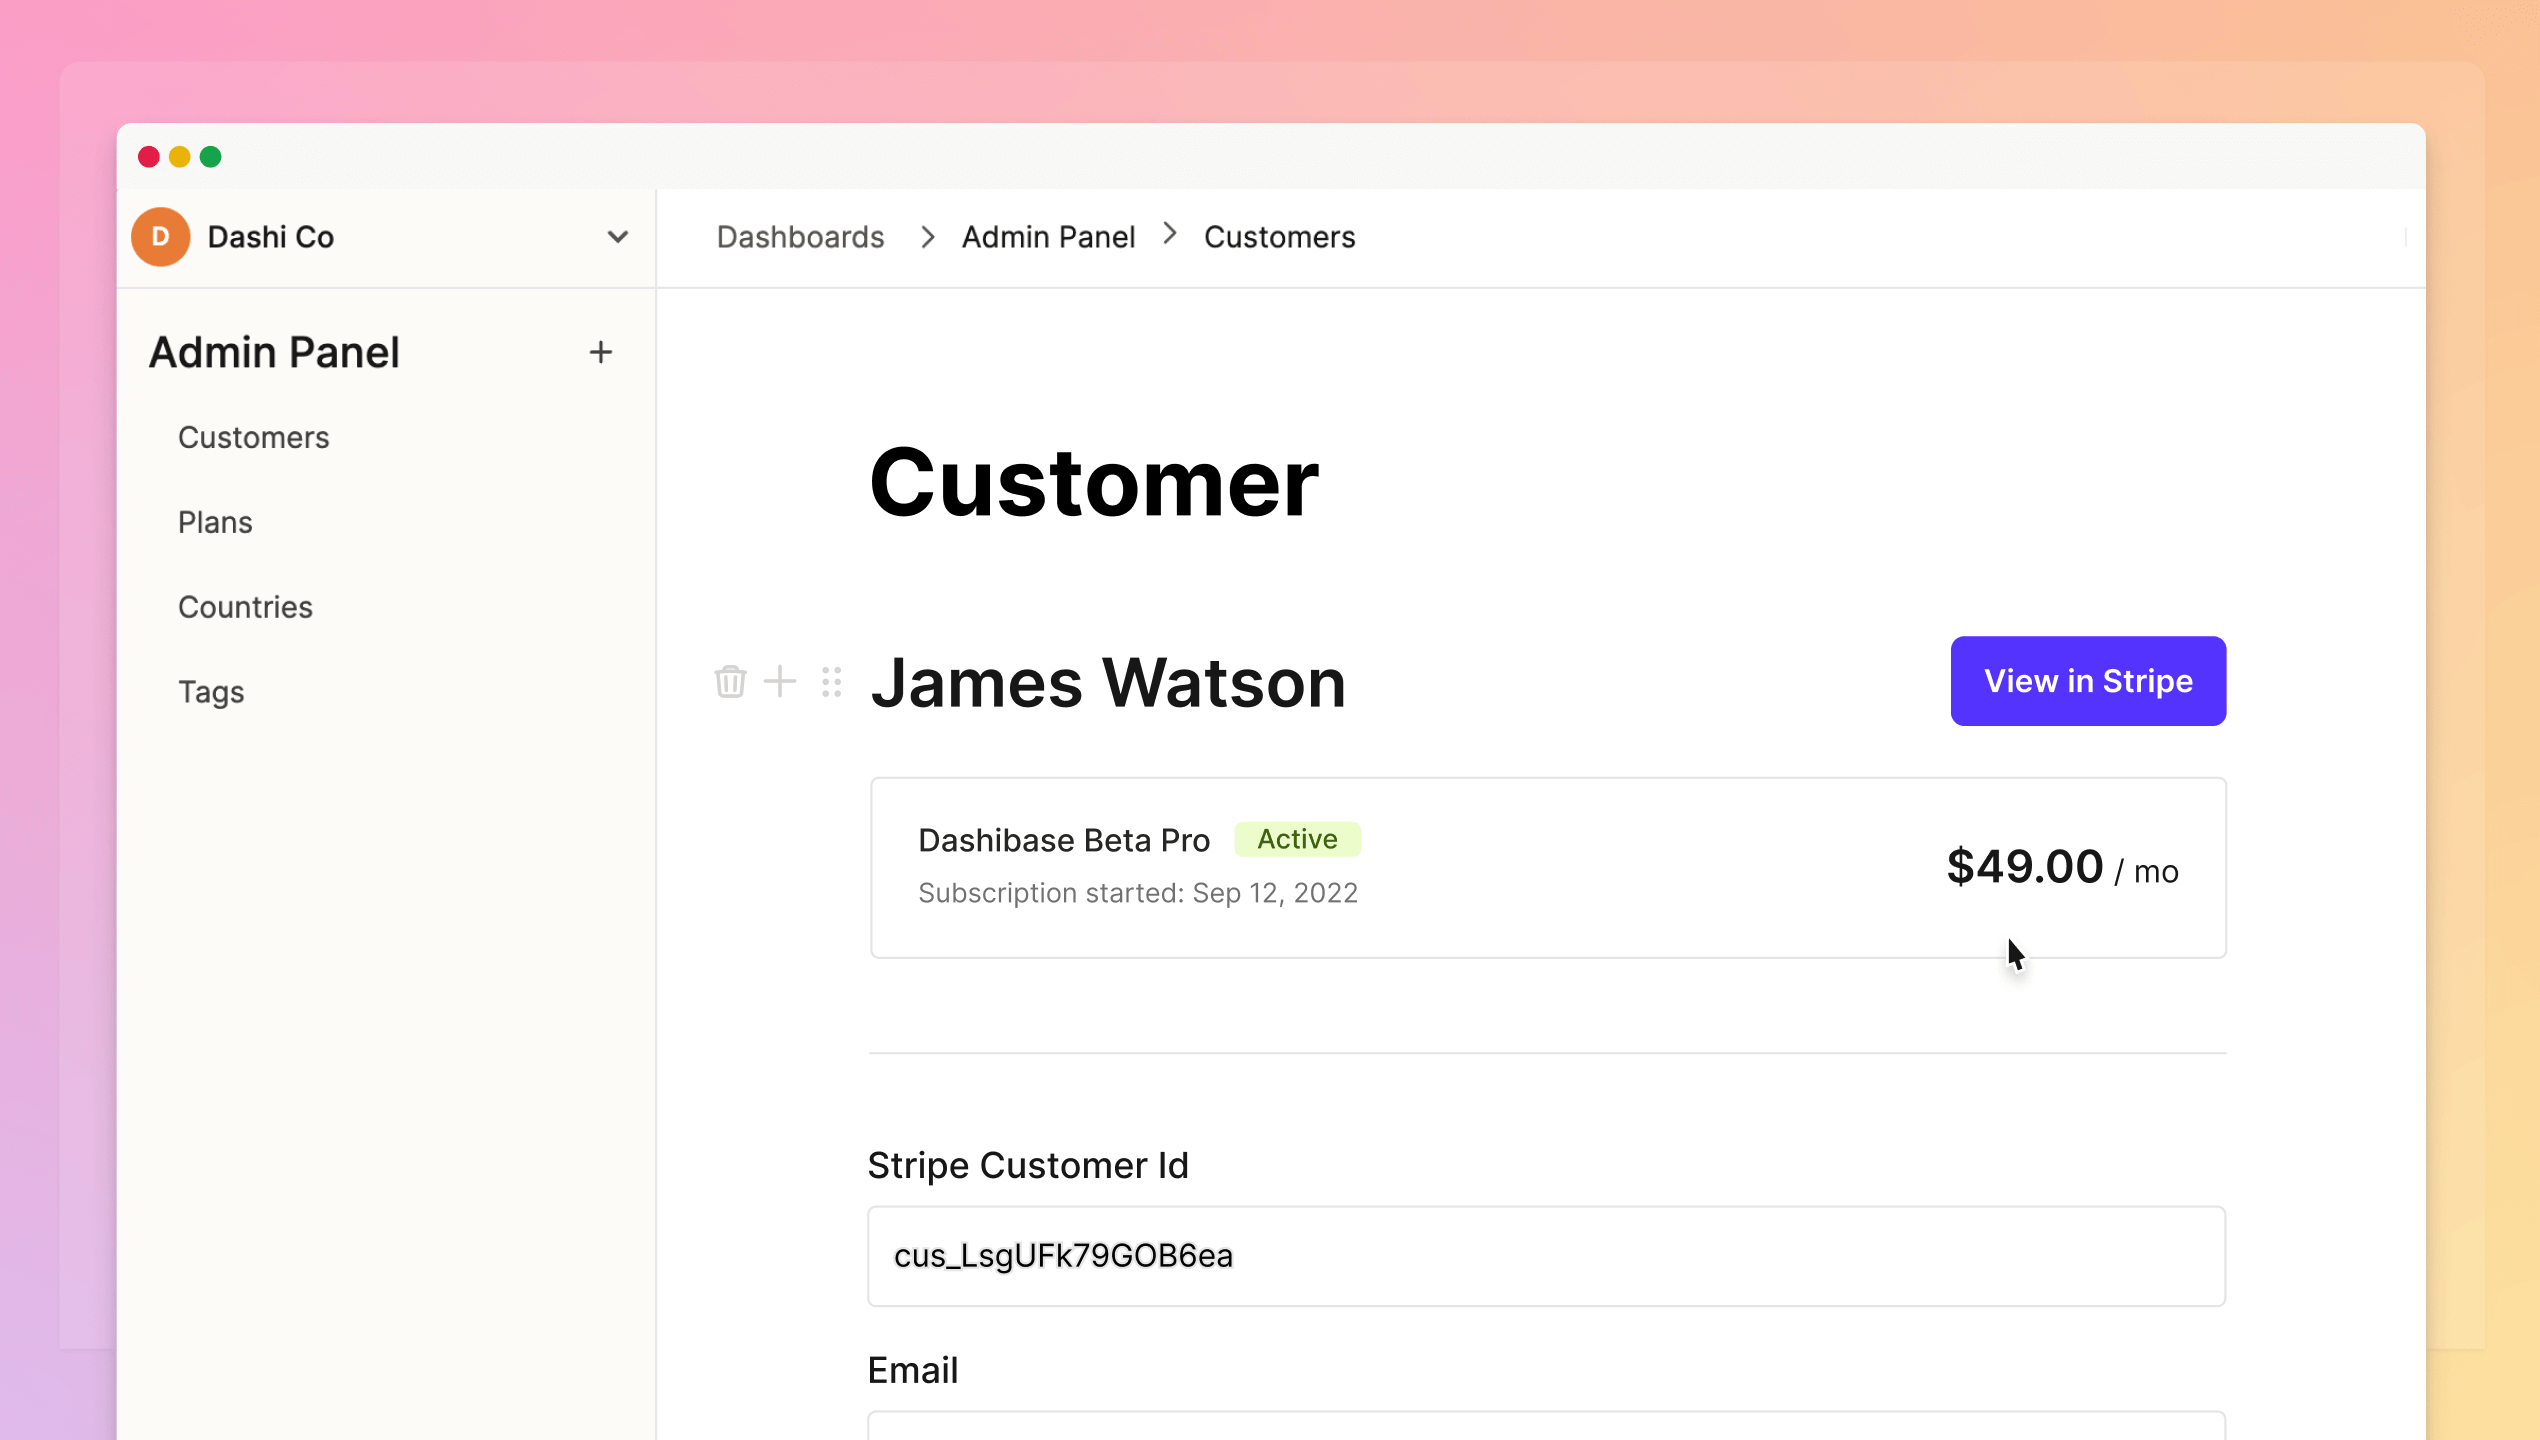 D Dashi Co
Dashboards > Admin Panel > Customers
Admin Panel
Customers
Plans
Countries
Tags
Customer
James Watson
View in Stripe
Dashibase Beta Pro Active
Subscription started: Sep 12, 2022
$49.00 / mo
Stripe Customer Id
cus_LsgUFk79GOB6ea
Email